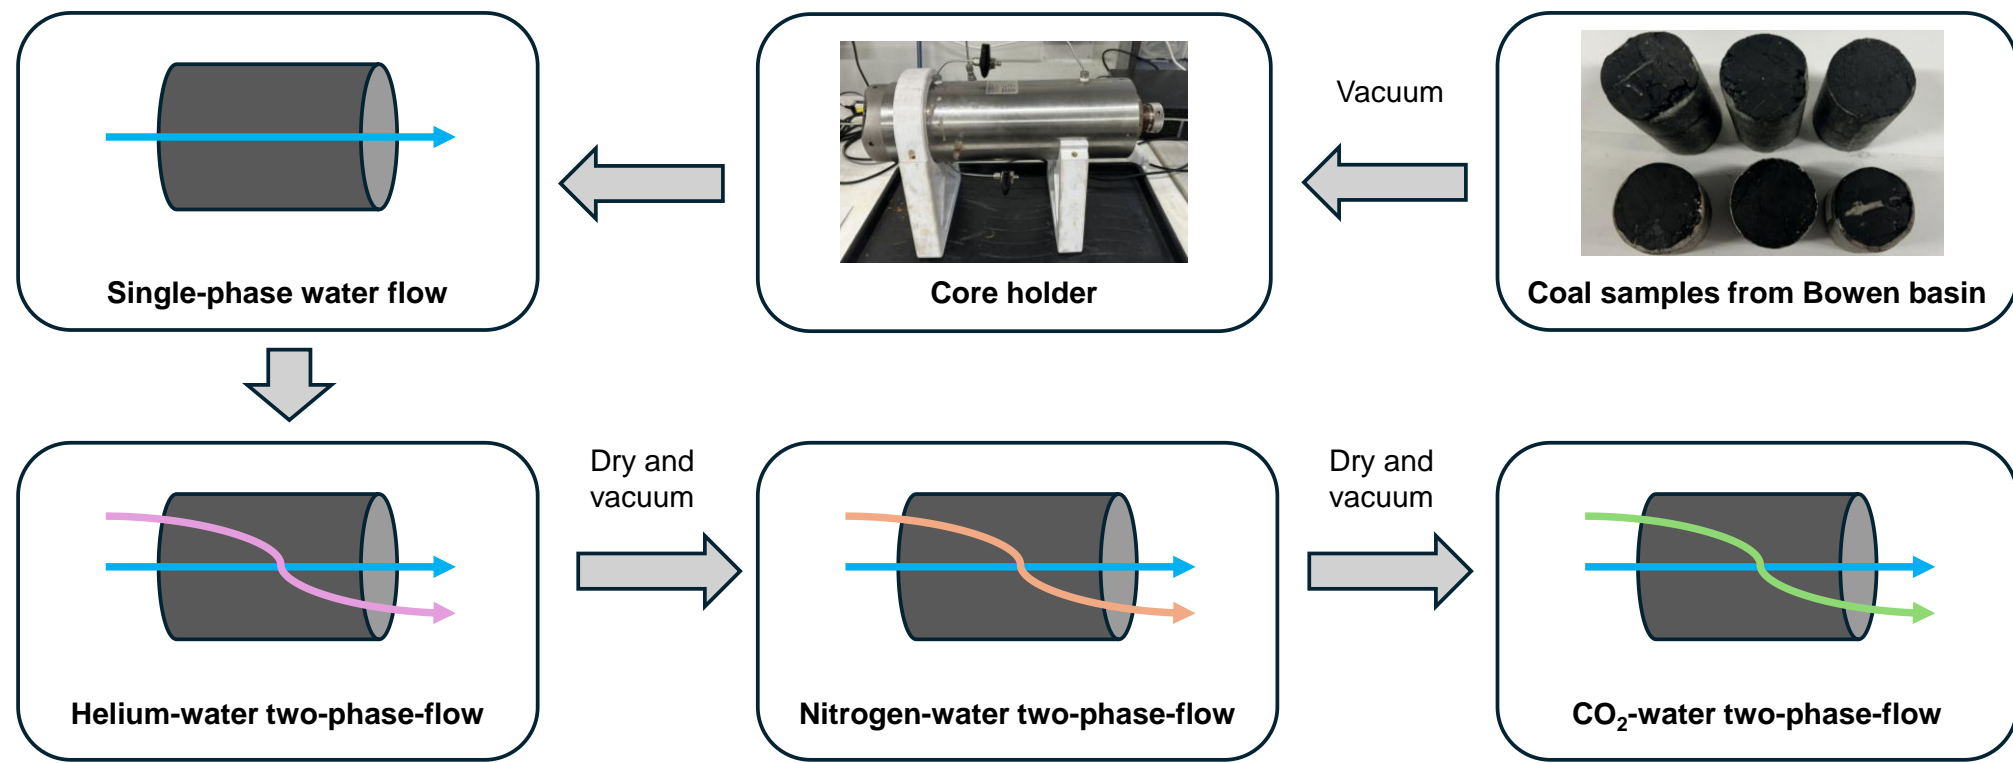 Single-phase water flow
Core holder
Vacuum
Coal samples from Bowen basin
Helium-water two-phase-flow
Dry and
vacuum
Nitrogen-water two-phase-flow
Dry and
vacuum
CO₂-water two-phase-flow